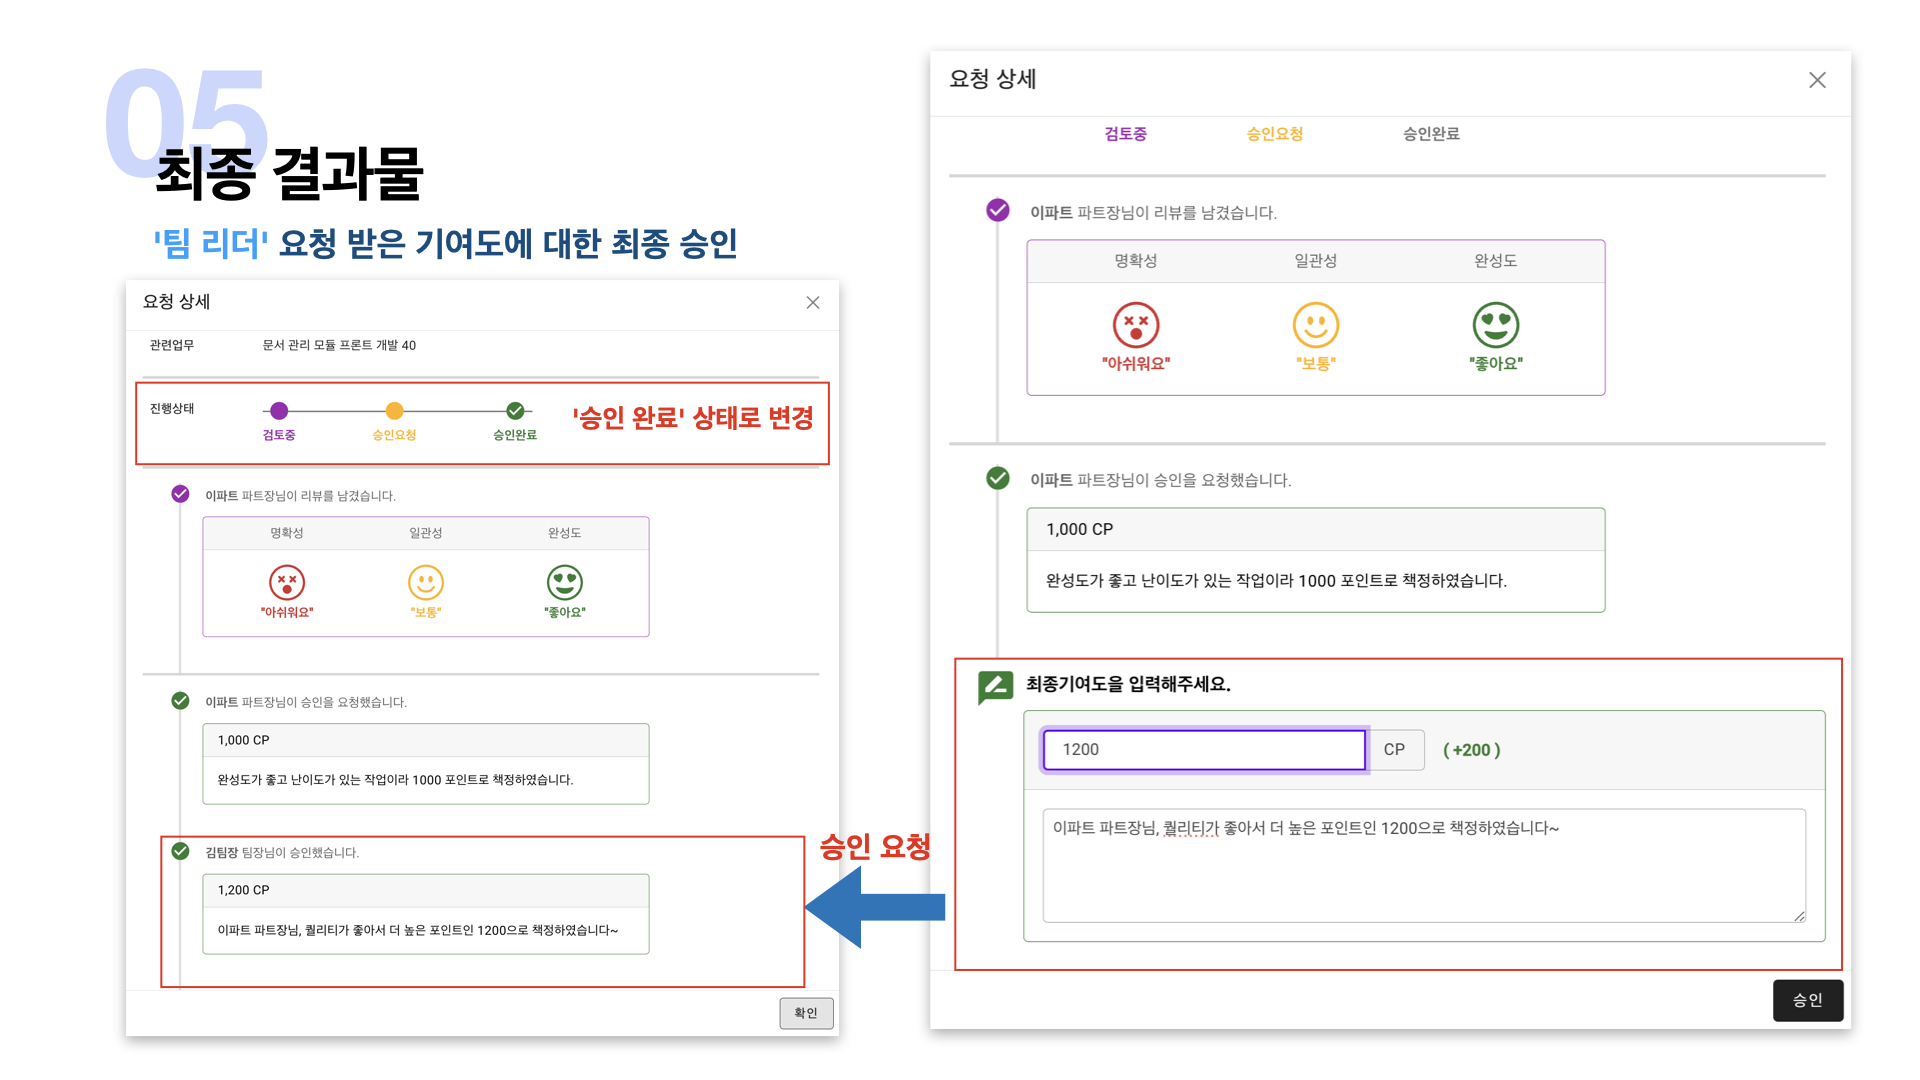 05
최종 결과물
'팀 리더' 요청 받은 기여도에 대한 최종 승인
요청 상세
관련업무 문서 관리 모듈 프론트 개발 40
진행상태
검토중 승인요청 승인완료
'승인 완료' 상태로 변경
이파트 파트장님이 리뷰를 남겼습니다.
명확성 일관성 완성도
"아쉬워요" "보통" "좋아요"
이파트 파트장님이 승인을 요청했습니다.
1,000 CP
완성도가 좋고 난이도가 있는 작업이라 1000 포인트로 책정하였습니다.
김팀장 팀장님이 승인했습니다.
1,200 CP
이파트 파트장님, 퀄리티가 좋아서 더 높은 포인트인 1200으로 책정하였습니다~
확인
승인 요청
요청 상세
검토중 승인요청 승인완료
이파트 파트장님이 리뷰를 남겼습니다.
명확성 일관성 완성도
"아쉬워요" "보통" "좋아요"
이파트 파트장님이 승인을 요청했습니다.
1,000 CP
완성도가 좋고 난이도가 있는 작업이라 1000 포인트로 책정하였습니다.
최종기여도을 입력해주세요.
1200 CP ( +200 )
이파트 파트장님, 퀄리티가 좋아서 더 높은 포인트인 1200으로 책정하였습니다~
승인